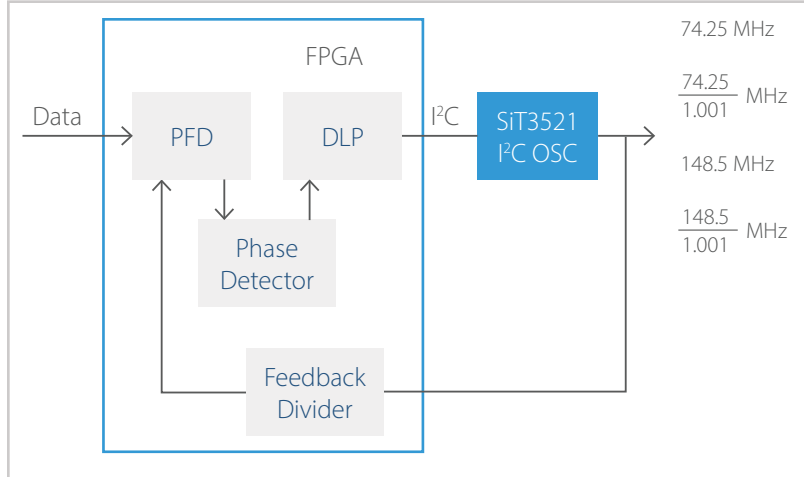 74.25 MHz
FPGA
74.25
1.001 MHz
Data
I²C
SiT3521
I²C OSC
PFD
DLP
148.5 MHz
148.5
1.001 MHz
Phase
Detector
Feedback
Divider